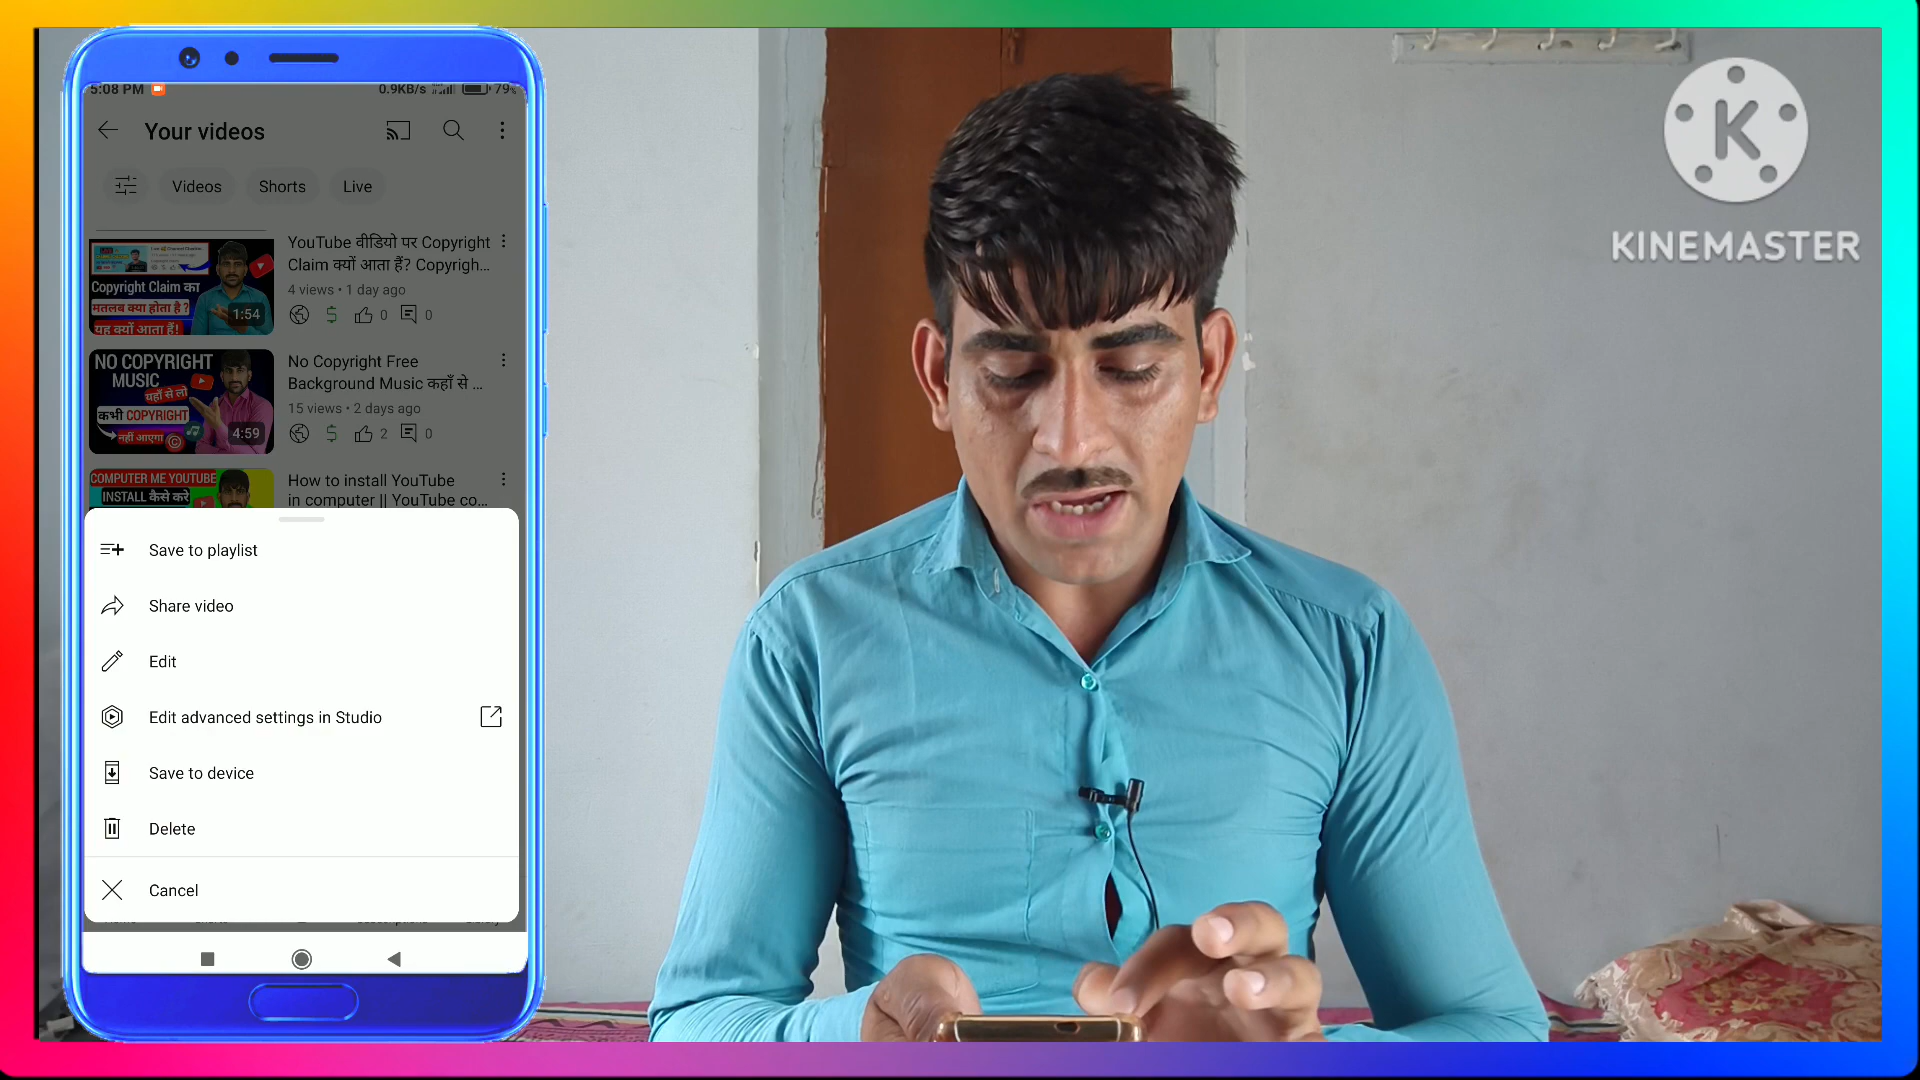 5:08 PM
0.9KB/s
79%
Your videos
Videos
Shorts
Live
YouTube वीडियो पर Copyright
Claim क्यों आता हैं? Copyrigh...
4 views • 1 day ago
0
0
Copyright Claim का
मतलब क्या होता है ?
यह क्यों आता हैं!
1:54
No Copyright Free
Background Music कहाँ से ...
15 views • 2 days ago
2
0
NO COPYRIGHT
MUSIC
यहाँ से लो
कभी COPYRIGHT
नहीं आएगा
4:59
How to install YouTube
in computer || YouTube co...
COMPUTER ME YOUTUBE
INSTALL कैसे करे
Save to playlist
Share video
Edit
Edit advanced settings in Studio
Save to device
Delete
Cancel
K
KINEMASTER